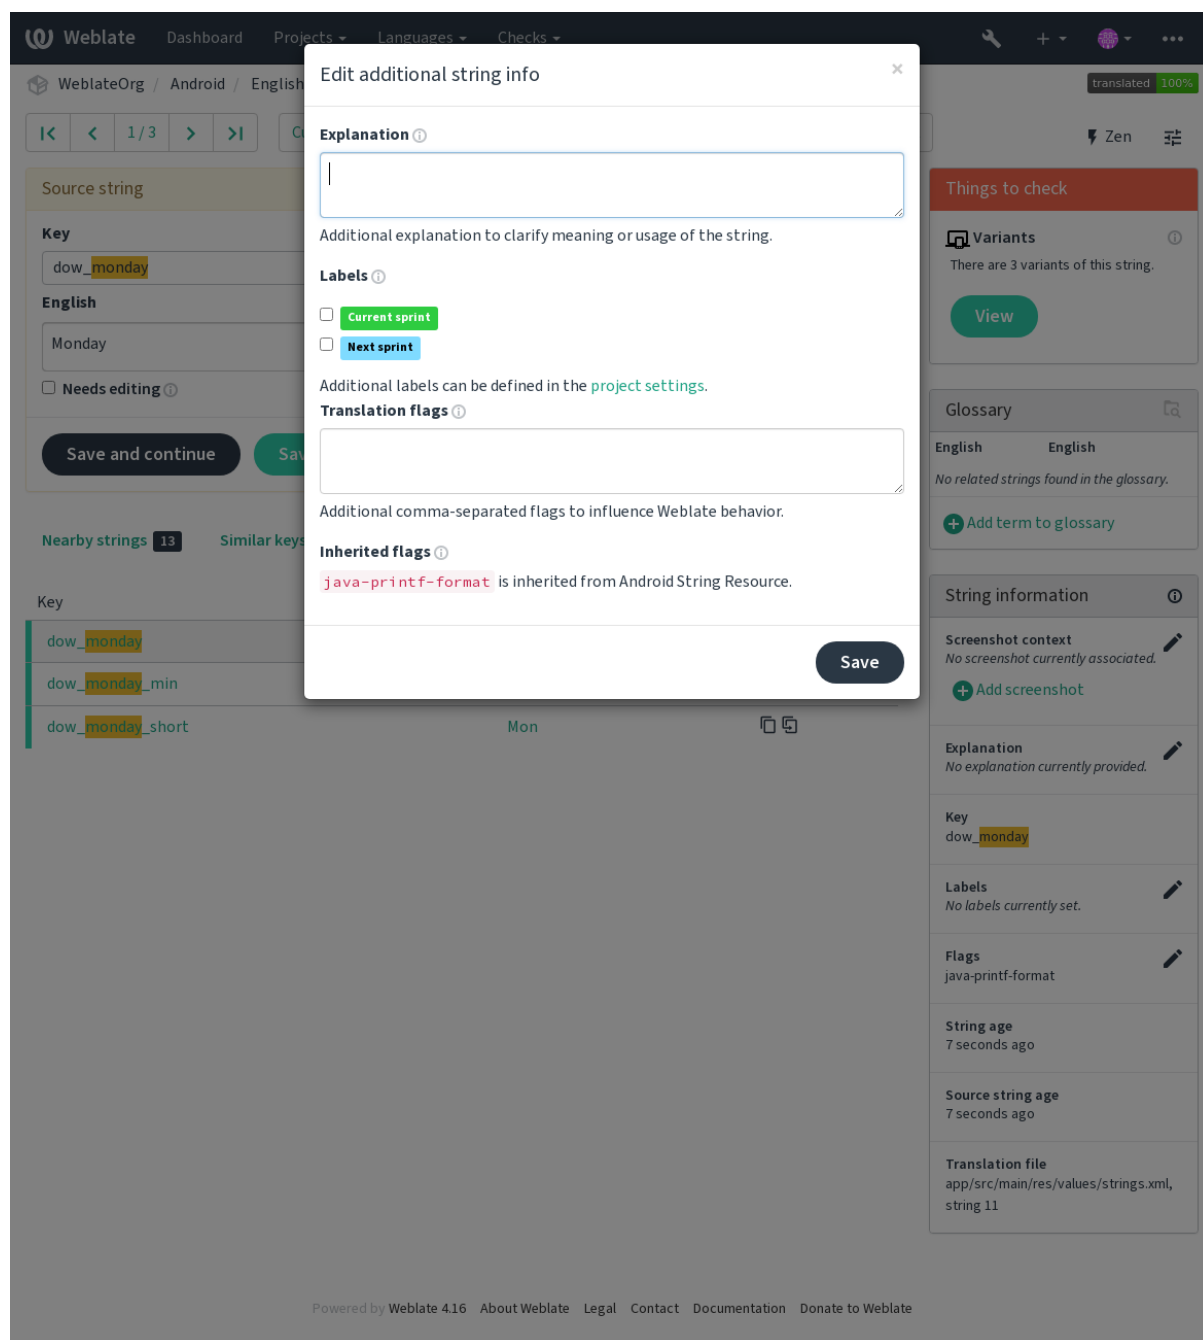 Weblate Dashboard Projects Languages Checks
WeblateOrg / Android / English
translated 100%
1 / 3
Zen
Edit additional string info
×
Explanation
Additional explanation to clarify meaning or usage of the string.
Labels
Current sprint
Next sprint
Additional labels can be defined in the project settings.
Translation flags
Additional comma-separated flags to influence Weblate behavior.
Inherited flags
java-printf-format is inherited from Android String Resource.
Save
Source string
Key
dow_monday
English
Monday
Needs editing
Save and continue
Nearby strings 13 Similar keys
Key
dow_monday
dow_monday_min
dow_monday_short Mon
Things to check
Variants
There are 3 variants of this string.
View
Glossary
English English
No related strings found in the glossary.
Add term to glossary
String information
Screenshot context
No screenshot currently associated.
Add screenshot
Explanation
No explanation currently provided.
Key
dow_monday
Labels
No labels currently set.
Flags
java-printf-format
String age
7 seconds ago
Source string age
7 seconds ago
Translation file
app/src/main/res/values/strings.xml,
string 11
Powered by Weblate 4.16 About Weblate Legal Contact Documentation Donate to Weblate